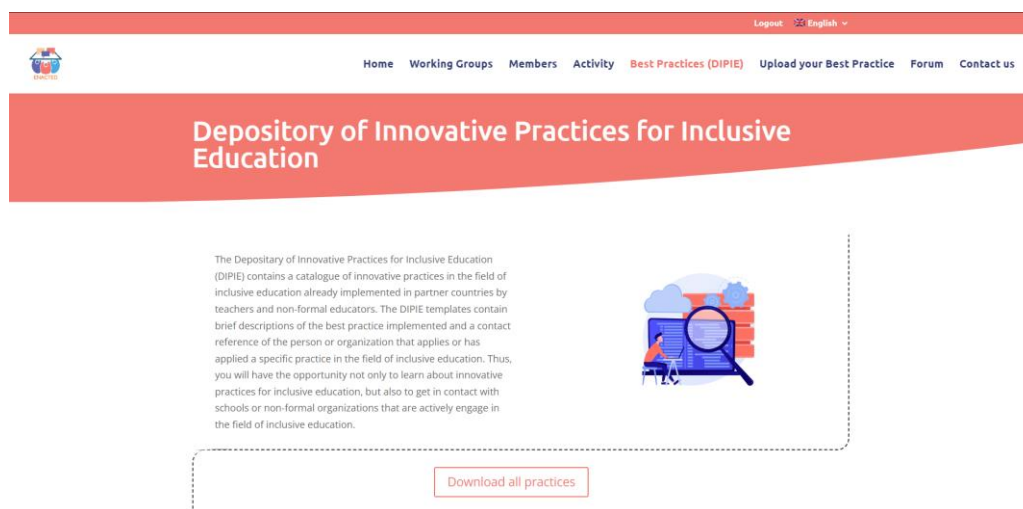 Logout English
ENACTED
Home Working Groups Members Activity Best Practices (DIPIE) Upload your Best Practice Forum Contact us
Depository of Innovative Practices for Inclusive
Education
The Depositary of Innovative Practices for Inclusive Education
(DIPIE) contains a catalogue of innovative practices in the field of
inclusive education already implemented in partner countries by
teachers and non-formal educators. The DIPIE templates contain
brief descriptions of the best practice implemented and a contact
reference of the person or organization that applies or has
applied a specific practice in the field of inclusive education. Thus,
you will have the opportunity not only to learn about innovative
practices for inclusive education, but also to get in contact with
schools or non-formal organizations that are actively engage in
the field of inclusive education.
Download all practices